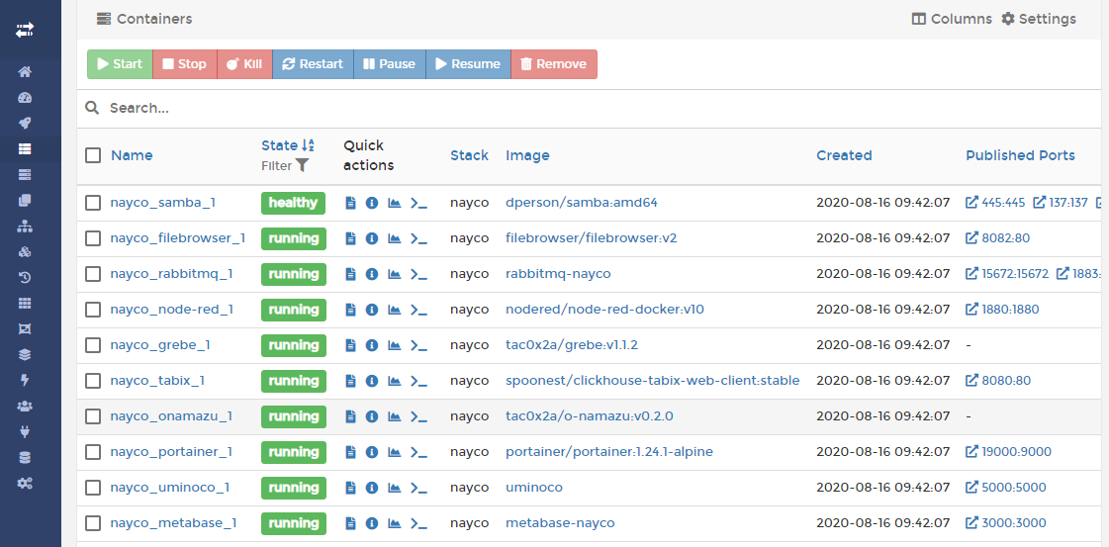 Containers Columns Settings
Start Stop Kill Restart Pause Resume Remove
Search...
Name State Filter Quick actions Stack Image Created Published Ports
nayco_samba_1 healthy nayco dperson/samba:amd64 2020-08-16 09:42:07 445:445 137:137
nayco_filebrowser_1 running nayco filebrowser/filebrowser:v2 2020-08-16 09:42:07 8082:80
nayco_rabbitmq_1 running nayco rabbitmq-nayco 2020-08-16 09:42:07 15672:15672 1883:
nayco_node-red_1 running nayco nodered/node-red-docker:v10 2020-08-16 09:42:07 1880:1880
nayco_grebe_1 running nayco tac0x2a/grebe:v1.1.2 2020-08-16 09:42:07 -
nayco_tabix_1 running nayco spoonest/clickhouse-tabix-web-client:stable 2020-08-16 09:42:07 8080:80
nayco_onamazu_1 running nayco tac0x2a/o-namazu:v0.2.0 2020-08-16 09:42:07 -
nayco_portainer_1 running nayco portainer/portainer:1.24.1-alpine 2020-08-16 09:42:07 19000:9000
nayco_uminoco_1 running nayco uminoco 2020-08-16 09:42:07 5000:5000
nayco_metabase_1 running nayco metabase-nayco 2020-08-16 09:42:07 3000:3000